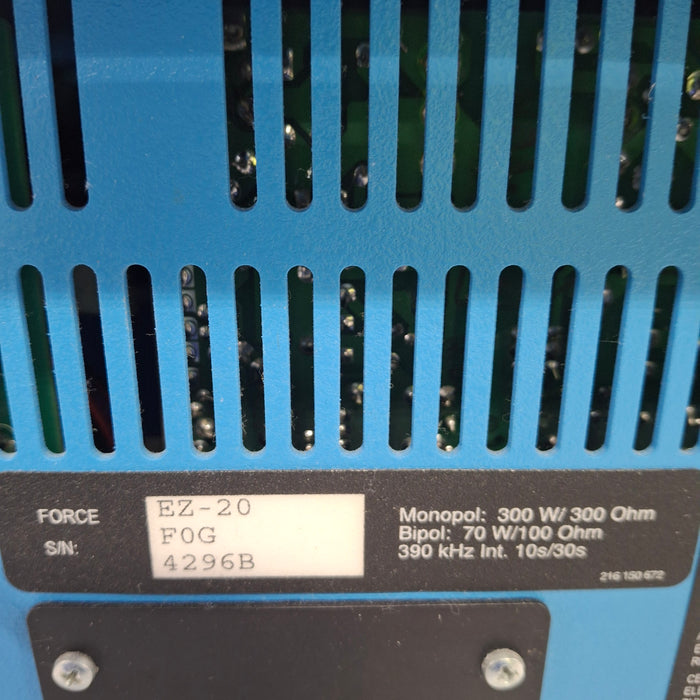 FORCE EZ-20
F0G
S/N: 4296B
Monopol: 300 W/ 300 Ohm
Bipol: 70 W/100 Ohm
390 kHz Int. 10s/30s
216 150 672